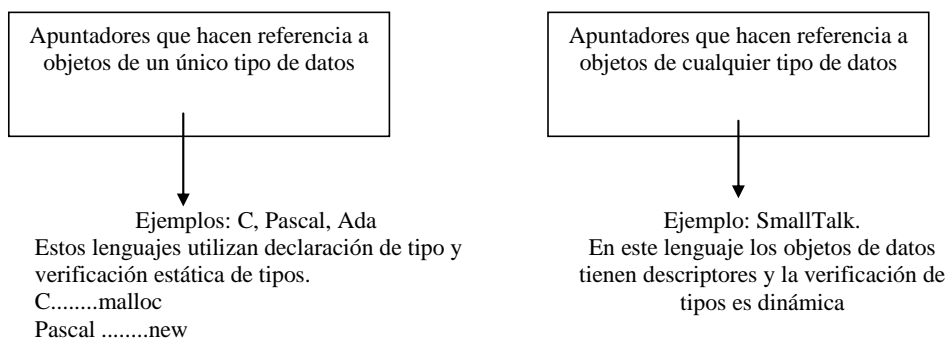 Apuntadores que hacen referencia a
objetos de un único tipo de datos
Ejemplos: C, Pascal, Ada
Estos lenguajes utilizan declaración de tipo y
verificación estática de tipos.
C........malloc
Pascal ........new
Apuntadores que hacen referencia a
objetos de cualquier tipo de datos
Ejemplo: SmallTalk.
En este lenguaje los objetos de datos
tienen descriptores y la verificación de
tipos es dinámica